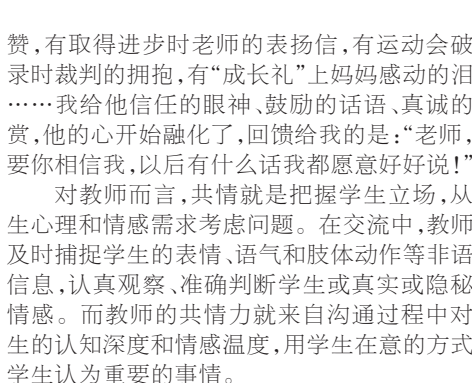 赞,有取得进步时老师的表扬信,有运动会破
录时裁判的拥抱,有“成长礼”上妈妈感动的泪
……我给他信任的眼神、鼓励的话语、真诚的
赏,他的心开始融化了,回馈给我的是:“老师,
要你相信我,以后有什么话我都愿意好好说!”
对教师而言,共情就是把握学生立场,从
生心理和情感需求考虑问题。在交流中,教师
及时捕捉学生的表情、语气和肢体动作等非语
信息,认真观察、准确判断学生或真实或隐秘
情感。而教师的共情力就来自沟通过程中对
生的认知深度和情感温度,用学生在意的方式
学生认为重要的事情。